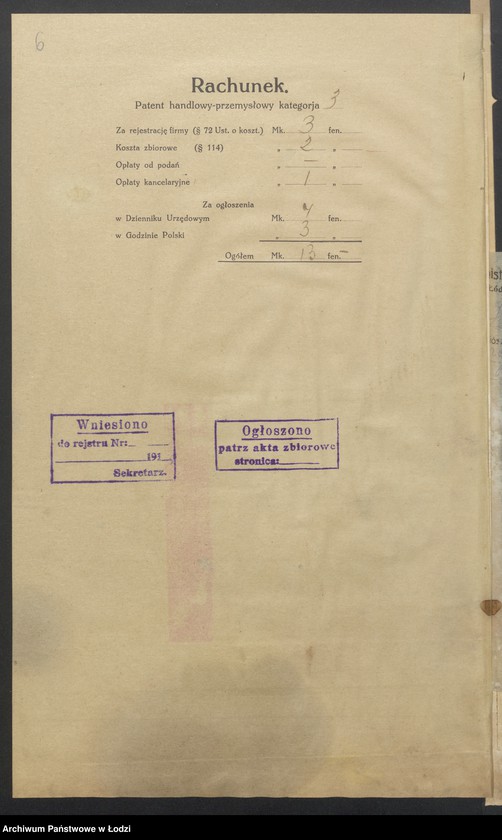 6
Rachunek.
Patent handlowy-przemysłowy kategorja 3
Za rejestrację firmy (§ 72 Ust. o koszt.) Mk. 3 fen.
Koszta zbiorowe (§ 114) „ 2 „
Opłaty od podań „ — „
Opłaty kancelaryjne „ 1 „
Za ogłoszenia
w Dzienniku Urzędowym Mk. 4 fen.
w Godzinie Polski „ 3 „
Ogółem Mk. 13 fen. —
Wniesiono
do rejstru Nr:
191
Sekretarz.
Ogłoszono
patrz akta zbiorowe
stronica:
Archiwum Państwowe w Łodzi